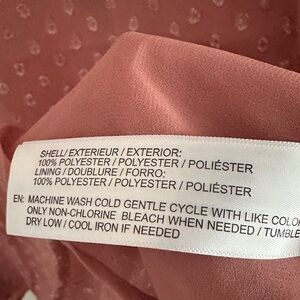 SHELL/ EXTERIEUR / EXTERIOR:
100% POLYESTER / POLYESTER / POLIÉSTER
LINING / DOUBLURE / FORRO:
100% POLYESTER / POLYESTER / POLIÉSTER
EN: MACHINE WASH COLD GENTLE CYCLE WITH LIKE
ONLY NON-CHLORINE BLEACH WHEN NEEDED / TUMBLE
DRY LOW / COOL IRON IF NEEDED